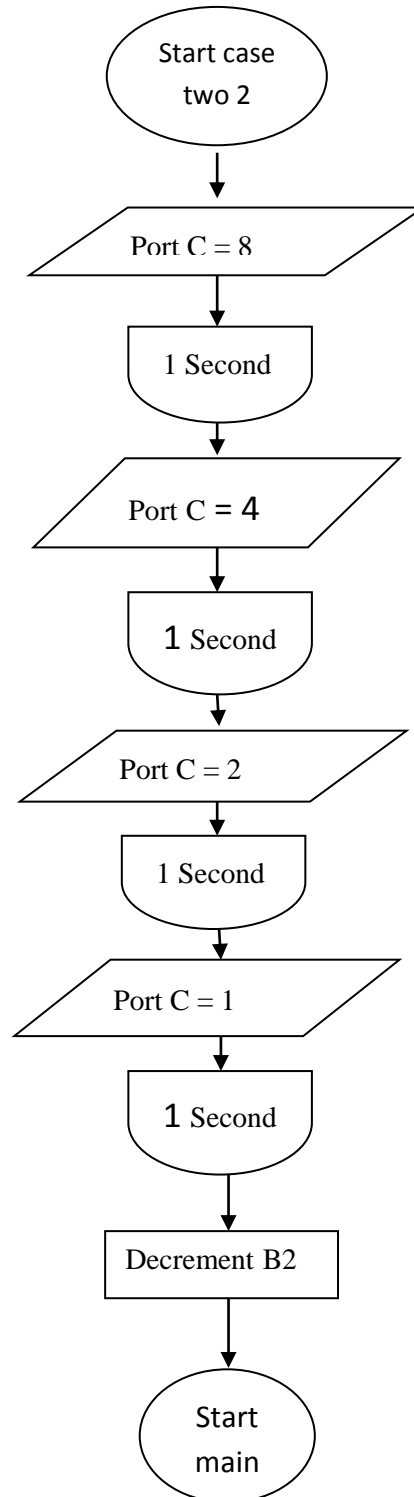 Start case
two 2
Port C = 8
1 Second
Port C = 4
1 Second
Port C = 2
1 Second
Port C = 1
1 Second
Decrement B2
Start
main